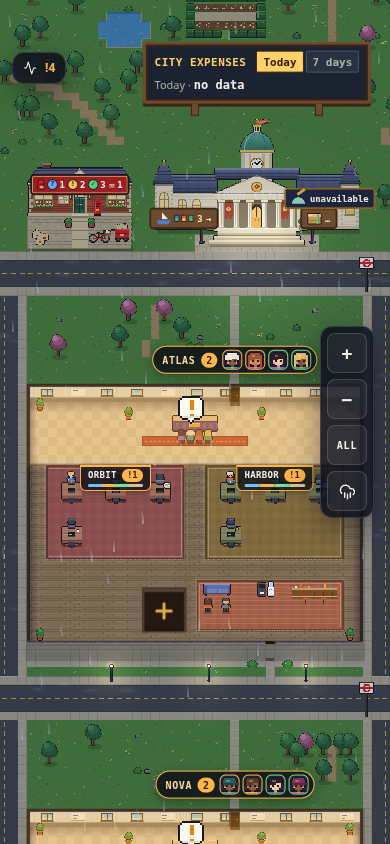 !4
CITY EXPENSES Today 7 days
Today · no data
! 1 ! 2 ✓ 3 ✉ 1
3 →
unavailable
…
ATLAS 2
+
−
ALL
!
ORBIT !1
HARBOR !1
+
NOVA 2
!